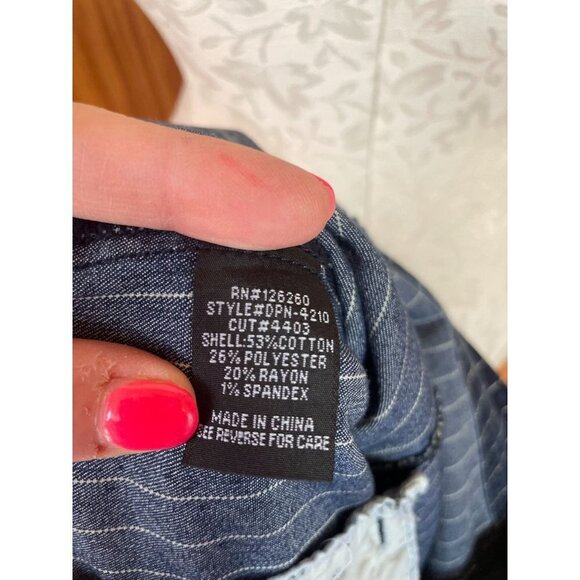 RN#126260
STYLE#DPN-4210
CUT#4403
SHELL:53%COTTON
26% POLYESTER
20% RAYON
1% SPANDEX
MADE IN CHINA
SEE REVERSE FOR CARE